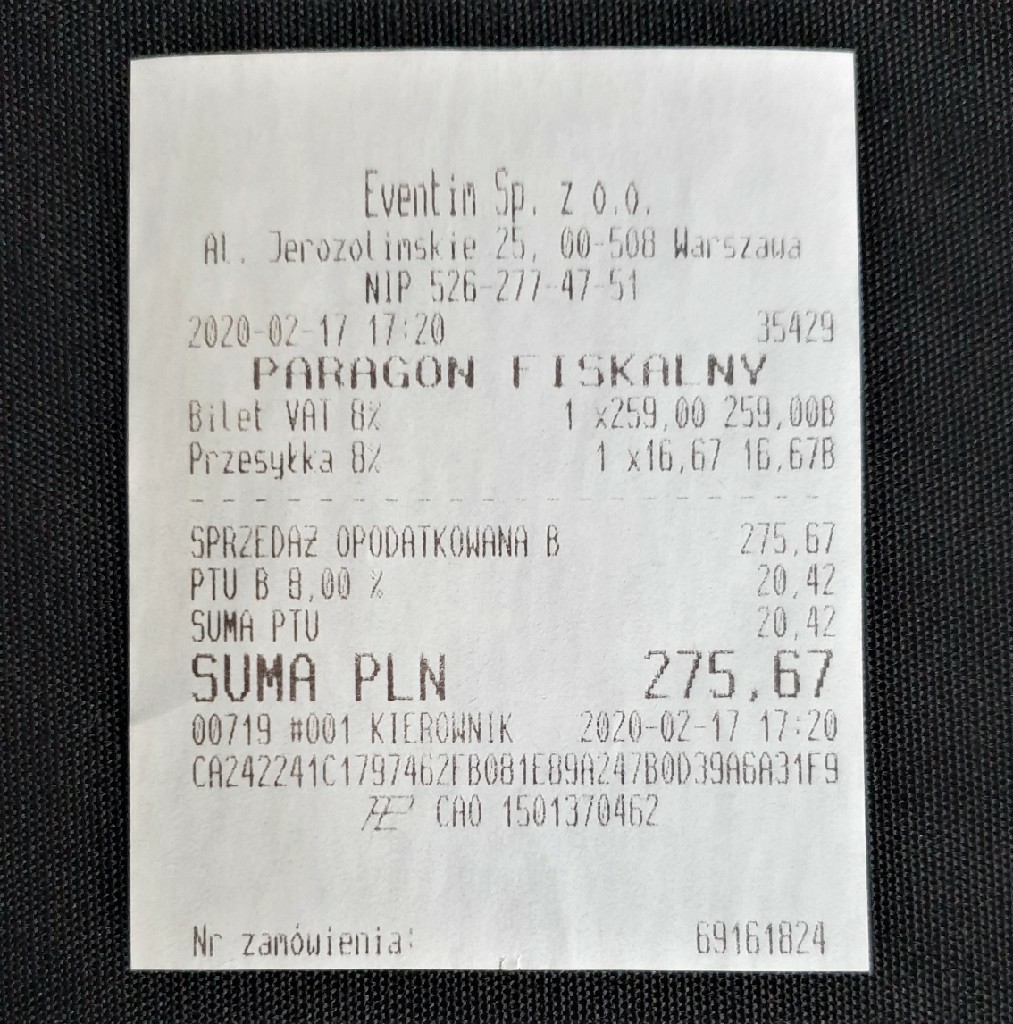 Eventim Sp. z o.o.
Al. Jerozolimskie 25, 00-508 Warszawa
NIP 526-277-47-51
2020-02-17 17:20 35429
PARAGON FISKALNY
Bilet VAT 8% 1 x259,00 259,00B
Przesyłka 8% 1 x16,67 16,67B
SPRZEDAŻ OPODATKOWANA B 275,67
PTU B 8,00 % 20,42
SUMA PTU 20,42
SUMA PLN 275,67
00719 #001 KIEROWNIK 2020-02-17 17:20
CA242241C1797462FB081E89A247B0D39A6A31F9
CAO 1501370462
Nr zamówienia: 69161824